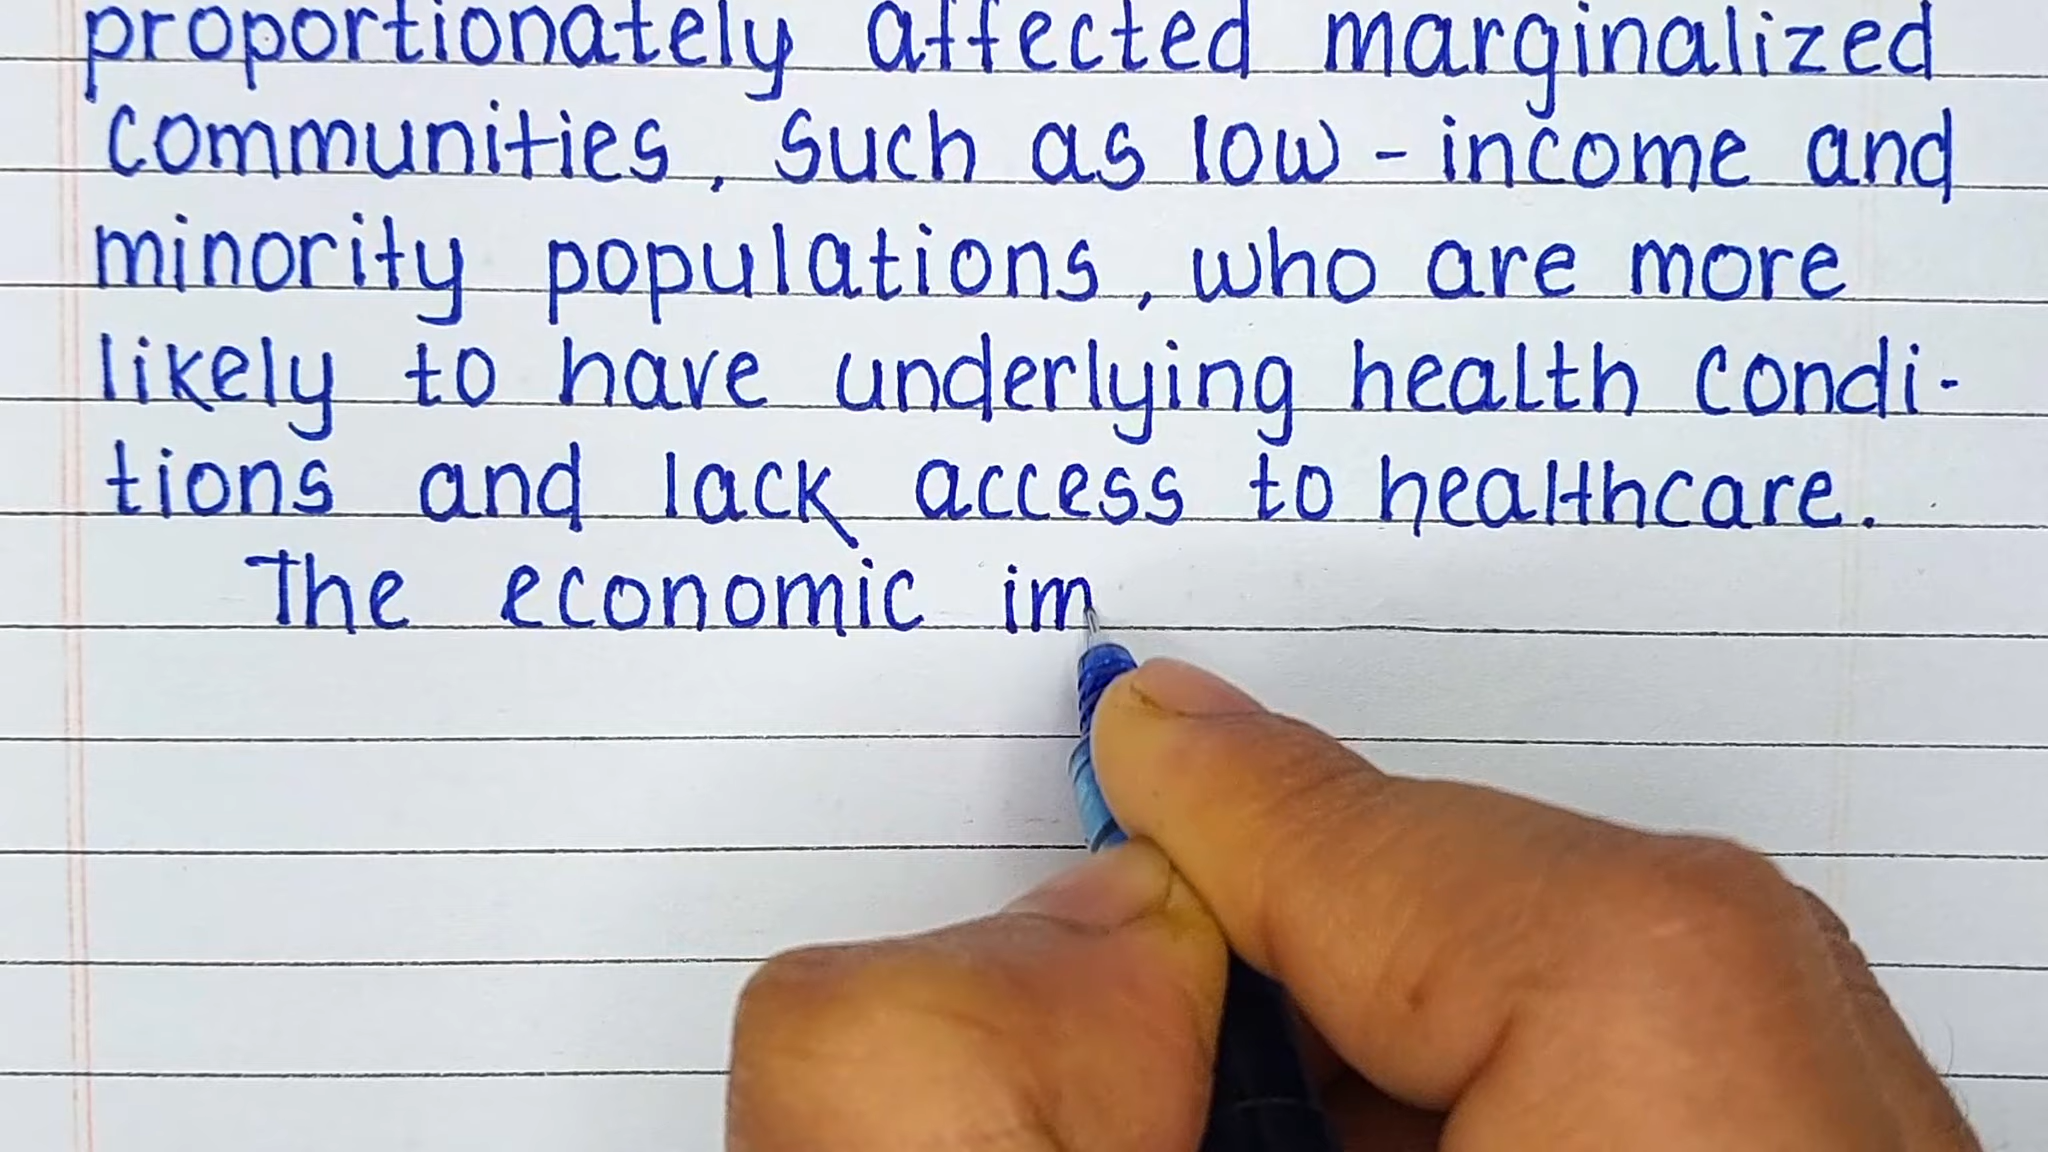 proportionately affected marginalized
communities, such as low - income and
minority populations, who are more
likely to have underlying health condi-
tions and lack access to healthcare.
The economic im